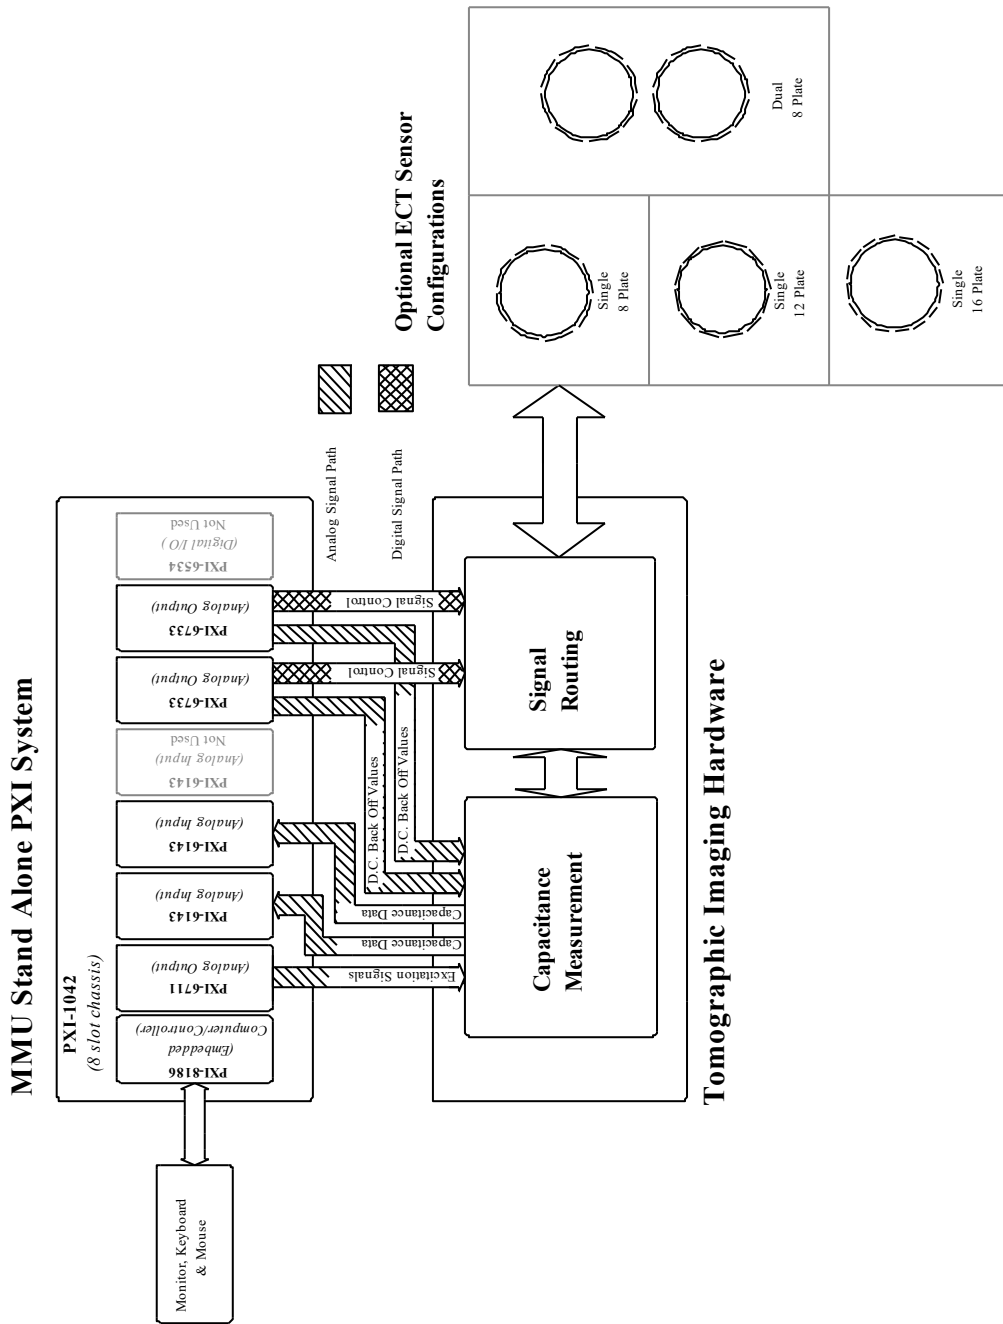 MMU Stand Alone PXI System
PXI-1042
(8 slot chassis)
PXI-8186
(Embedded
Computer/Controller)
PXI-6711
(Analog Output)
PXI-6143
(Analog Input)
PXI-6143
(Analog Input)
PXI-6143
(Analog Input)
Not Used
PXI-6733
(Analog Output)
PXI-6733
(Analog Output)
PXI-6534
(Digital I/O )
Not Used
Monitor, Keyboard
& Mouse
Excitation Signals
Capacitance Data
Capacitance Data
D.C. Back Off Values
D.C. Back Off Values
Signal Control
Signal Control
Analog Signal Path
Digital Signal Path
Capacitance
Measurement
Signal
Routing
Tomographic Imaging Hardware
Optional ECT Sensor
Configurations
Single
8 Plate
Dual
8 Plate
Single
12 Plate
Single
16 Plate